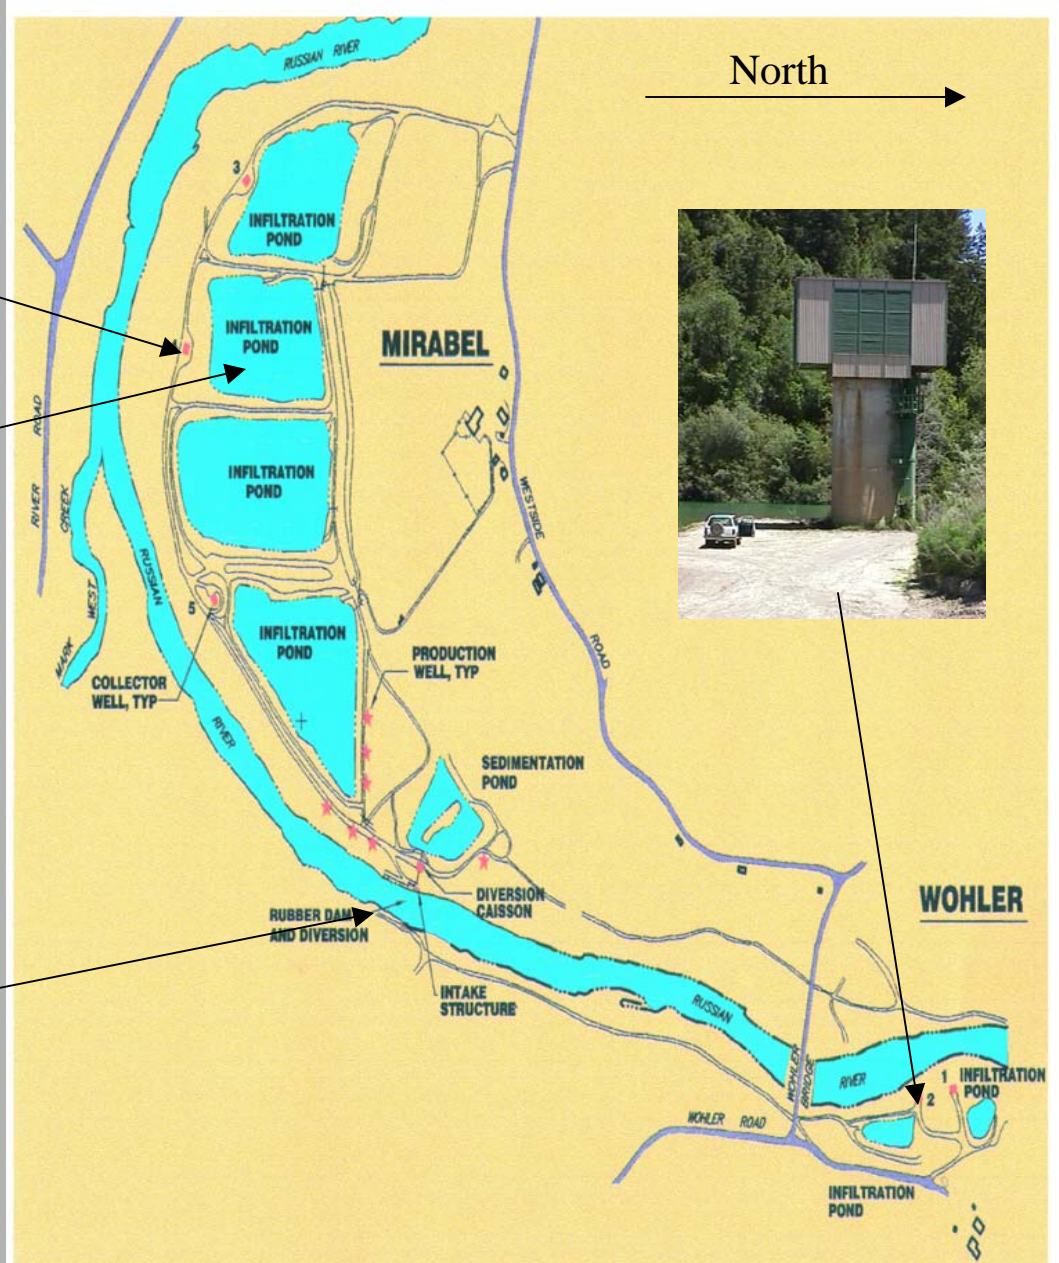 RUSSIAN RIVER
North
3
INFILTRATION
POND
INFILTRATION
POND
MIRABEL
RIVER ROAD
INFILTRATION
POND
WESTSIDE ROAD
MARK WEST CREEK
RUSSIAN RIVER
5
INFILTRATION
POND
COLLECTOR
WELL, TYP
PRODUCTION
WELL, TYP
SEDIMENTATION
POND
DIVERSION
CAISSON
RUBBER DAM
AND DIVERSION
INTAKE
STRUCTURE
WOHLER
RUSSIAN RIVER
WOHLER
BRIDGE
1
INFILTRATION
POND
2
WOHLER ROAD
INFILTRATION
POND